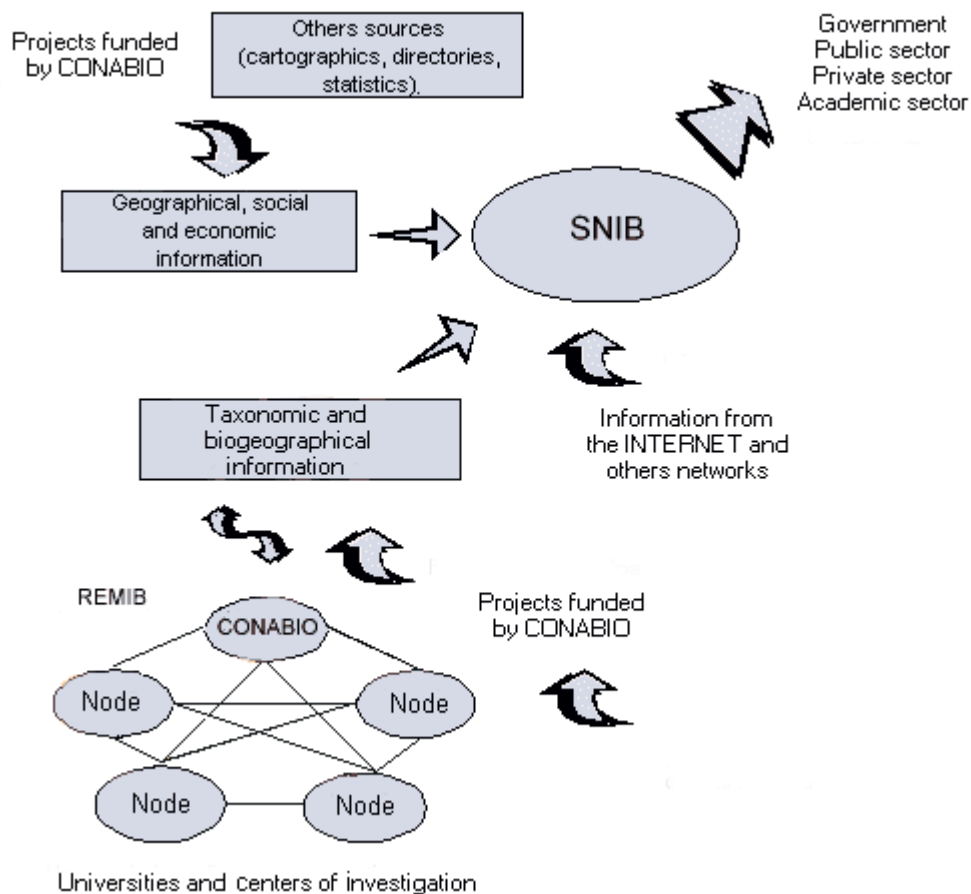 Projects funded
by CONABIO
Others sources
(cartographics, directories,
statistics).
Government
Public sector
Private sector
Academic sector
Geographical, social
and economic
information
SNIB
Taxonomic and
biogeographical
information
Information from
the INTERNET and
others networks
REMIB
CONABIO
Projects funded
by CONABIO
Node
Node
Node
Node
Universities and centers of investigation